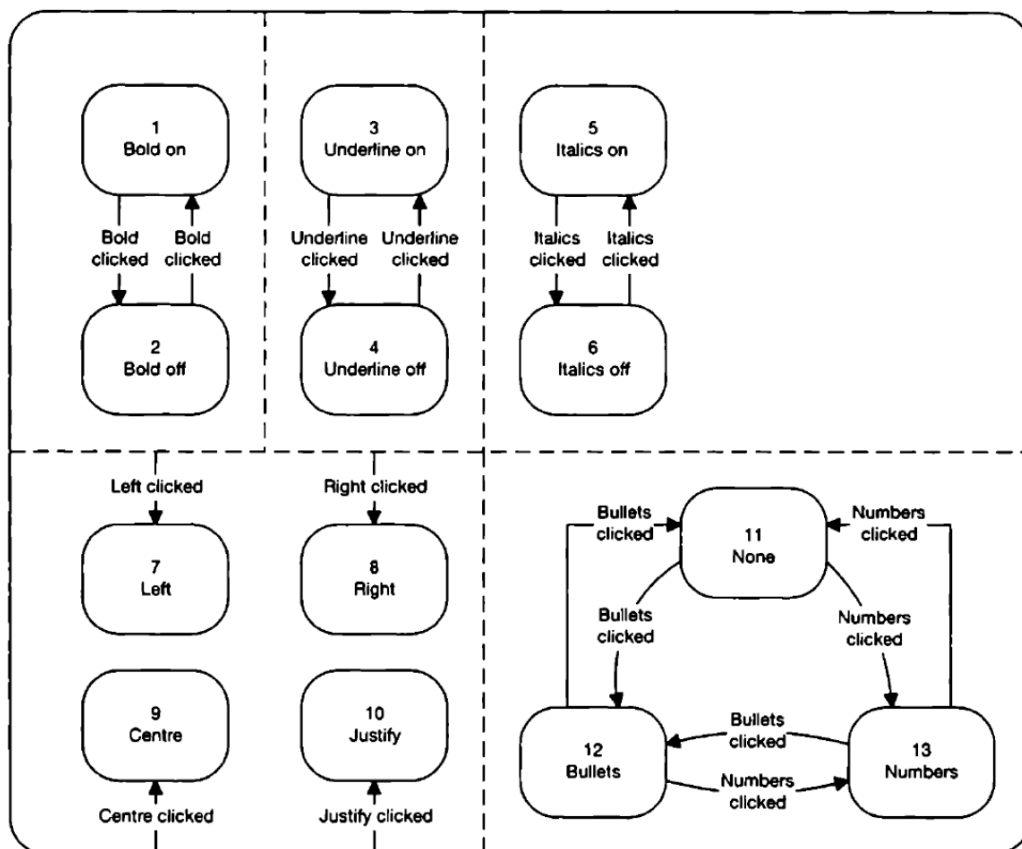 1
Bold on
Bold
clicked
Bold
clicked
2
Bold off
3
Underline on
Underline
clicked
Underline
clicked
4
Underline off
5
Italics on
Italics
clicked
Italics
clicked
6
Italics off
Left clicked
7
Left
Right clicked
8
Right
9
Centre
Centre clicked
10
Justify
Justify clicked
Bullets
clicked
11
None
Numbers
clicked
Bullets
clicked
Numbers
clicked
12
Bullets
Bullets
clicked
Numbers
clicked
13
Numbers